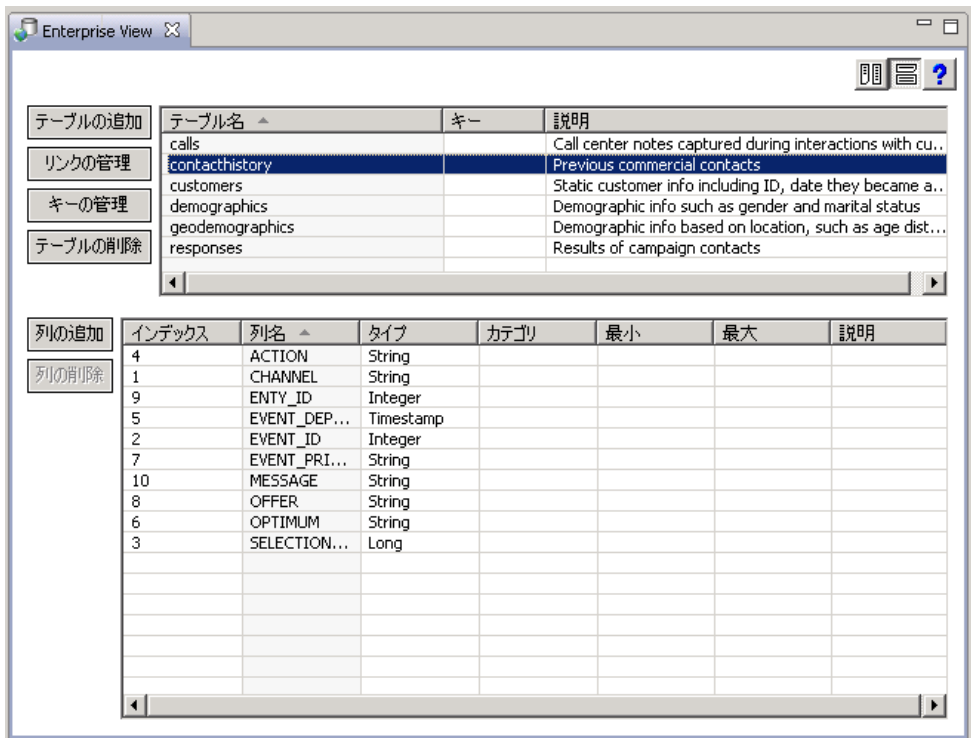 Enterprise View
テーブルの追加
リンクの管理
キーの管理
テーブルの削除
テーブル名 キー 説明
calls Call center notes captured during interactions with cu..
contacthistory Previous commercial contacts
customers Static customer info including ID, date they became a..
demographics Demographic info such as gender and marital status
geodemographics Demographic info based on location, such as age dist...
responses Results of campaign contacts
列の追加
列の削除
インデックス 列名 タイプ カテゴリ 最小 最大 説明
4 ACTION String
1 CHANNEL String
9 ENTY_ID Integer
5 EVENT_DEP... Timestamp
2 EVENT_ID Integer
7 EVENT_PRI... String
10 MESSAGE String
8 OFFER String
6 OPTIMUM String
3 SELECTION... Long